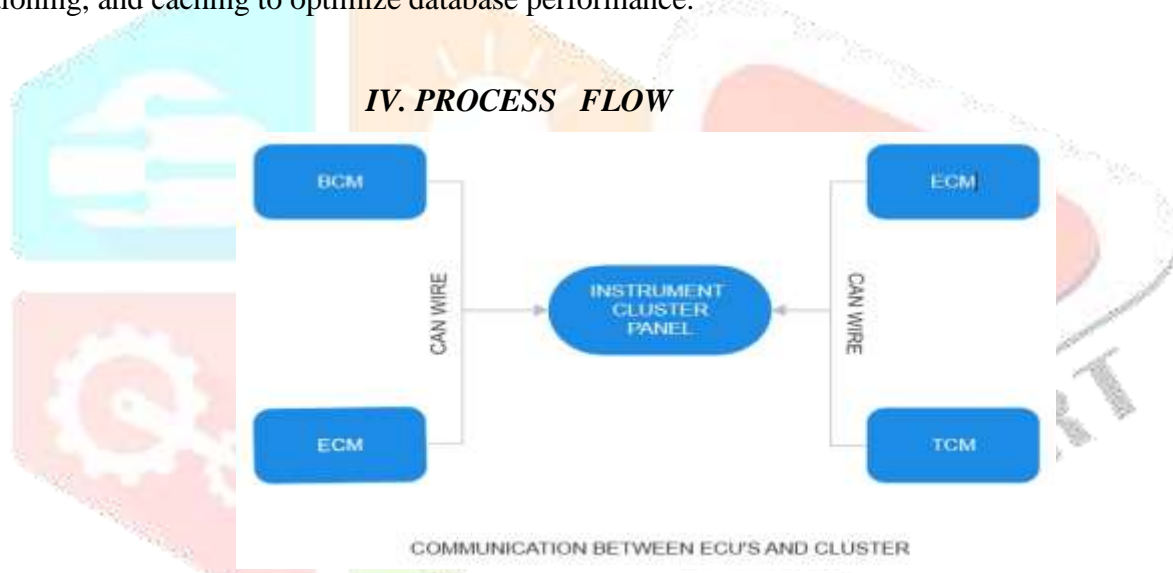 tioning, and caching to optimize database performance.
IV. PROCESS FLOW
BCM
ECM
CAN WIRE
INSTRUMENT
CLUSTER
PANEL
CAN WIRE
ECM
TCM
COMMUNICATION BETWEEN ECU'S AND CLUSTER